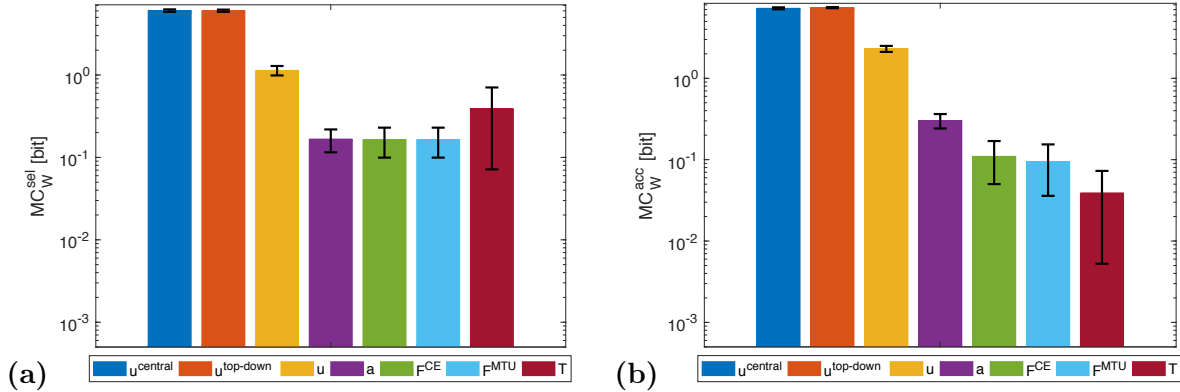 MC_W^sel [bit]
10^0
10^-1
10^-2
10^-3
(a)
u^central u^top-down u a F^CE F^MTU T
MC_W^acc [bit]
10^0
10^-1
10^-2
10^-3
(b)
u^central u^top-down u a F^CE F^MTU T